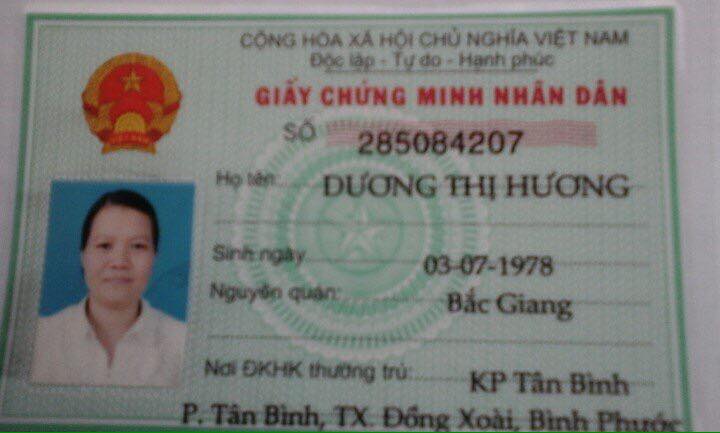 CỘNG HÒA XÃ HỘI CHỦ NGHĨA VIỆT NAM
Độc lập - Tự do - Hạnh phúc
GIẤY CHỨNG MINH NHÂN DÂN
SỐ 285084207
Họ tên: DƯƠNG THỊ HƯƠNG
Sinh ngày 03-07-1978
Nguyên quán: Bắc Giang
Nơi ĐKHK thường trú: KP Tân Bình
P. Tân Bình, TX. Đồng Xoài, Bình Phước